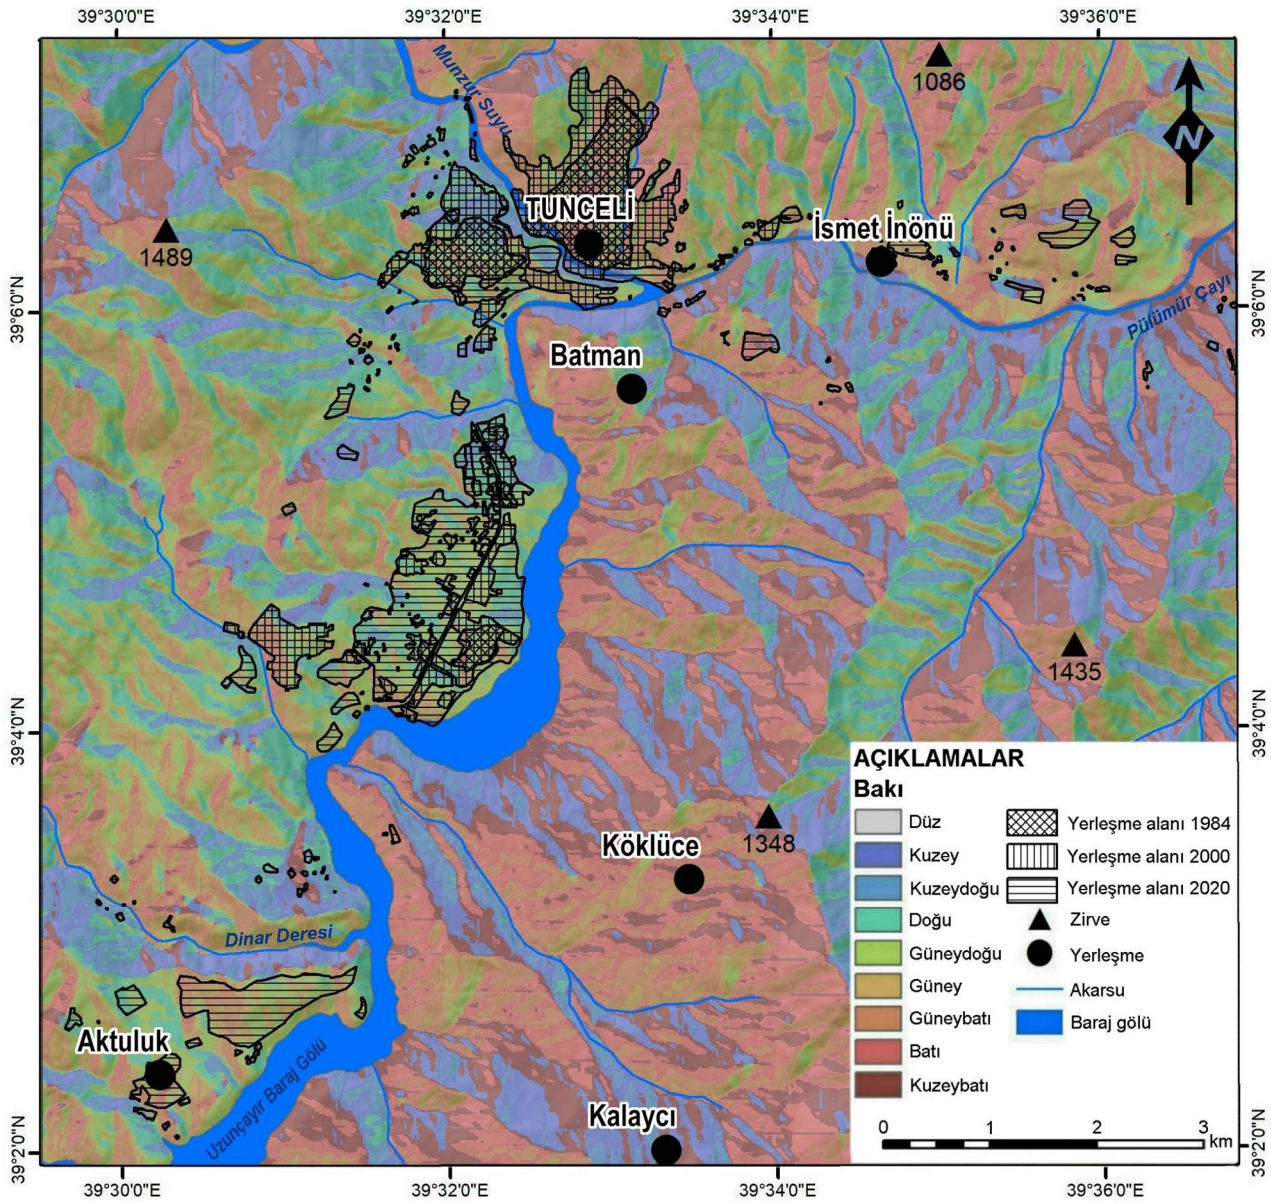 39°30'0"E
39°32'0"E
39°34'0"E
39°36'0"E
Munzur Suyu
1086
N
TUNCELİ
İsmet İnönü
1489
39°6'0"N
39°6'0"N
Pülümür Çayı
Batman
1435
39°4'0"N
39°4'0"N
1348
Köklüce
Dinar Deresi
Aktuluk
Uzunçayır Baraj Gölü
Kalaycı
AÇIKLAMALAR
Bakı
Düz
Kuzey
Kuzeydoğu
Doğu
Güneydoğu
Güney
Güneybatı
Batı
Kuzeybatı
Yerleşme alanı 1984
Yerleşme alanı 2000
Yerleşme alanı 2020
Zirve
Yerleşme
Akarsu
Baraj gölü
0 1 2 3 km
39°2'0"N
39°2'0"N
39°30'0"E
39°32'0"E
39°34'0"E
39°36'0"E